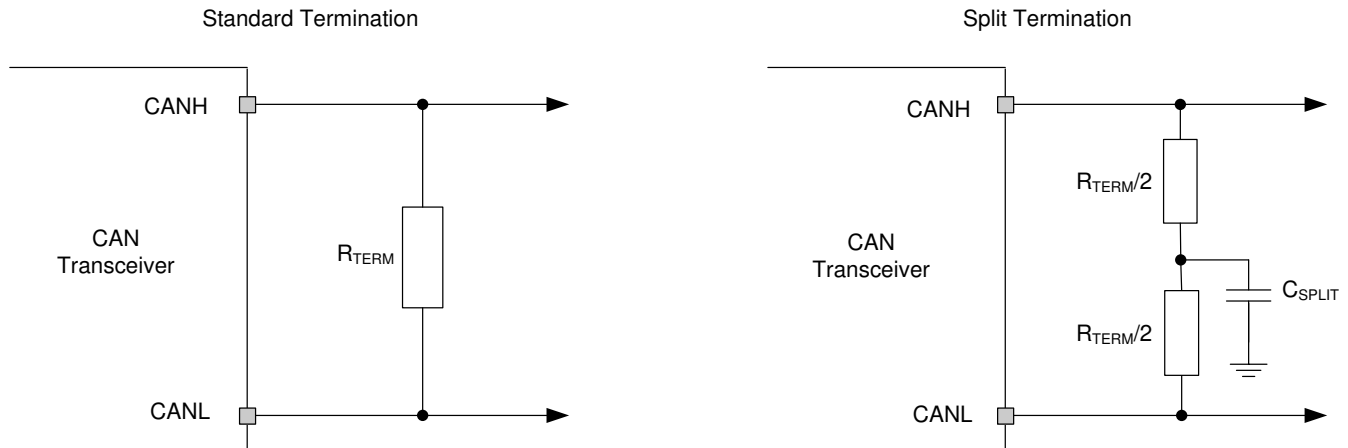 Standard Termination
CANH
CAN
Transceiver
RTERM
CANL
Split Termination
CANH
RTERM/2
CAN
Transceiver
CSPLIT
RTERM/2
CANL